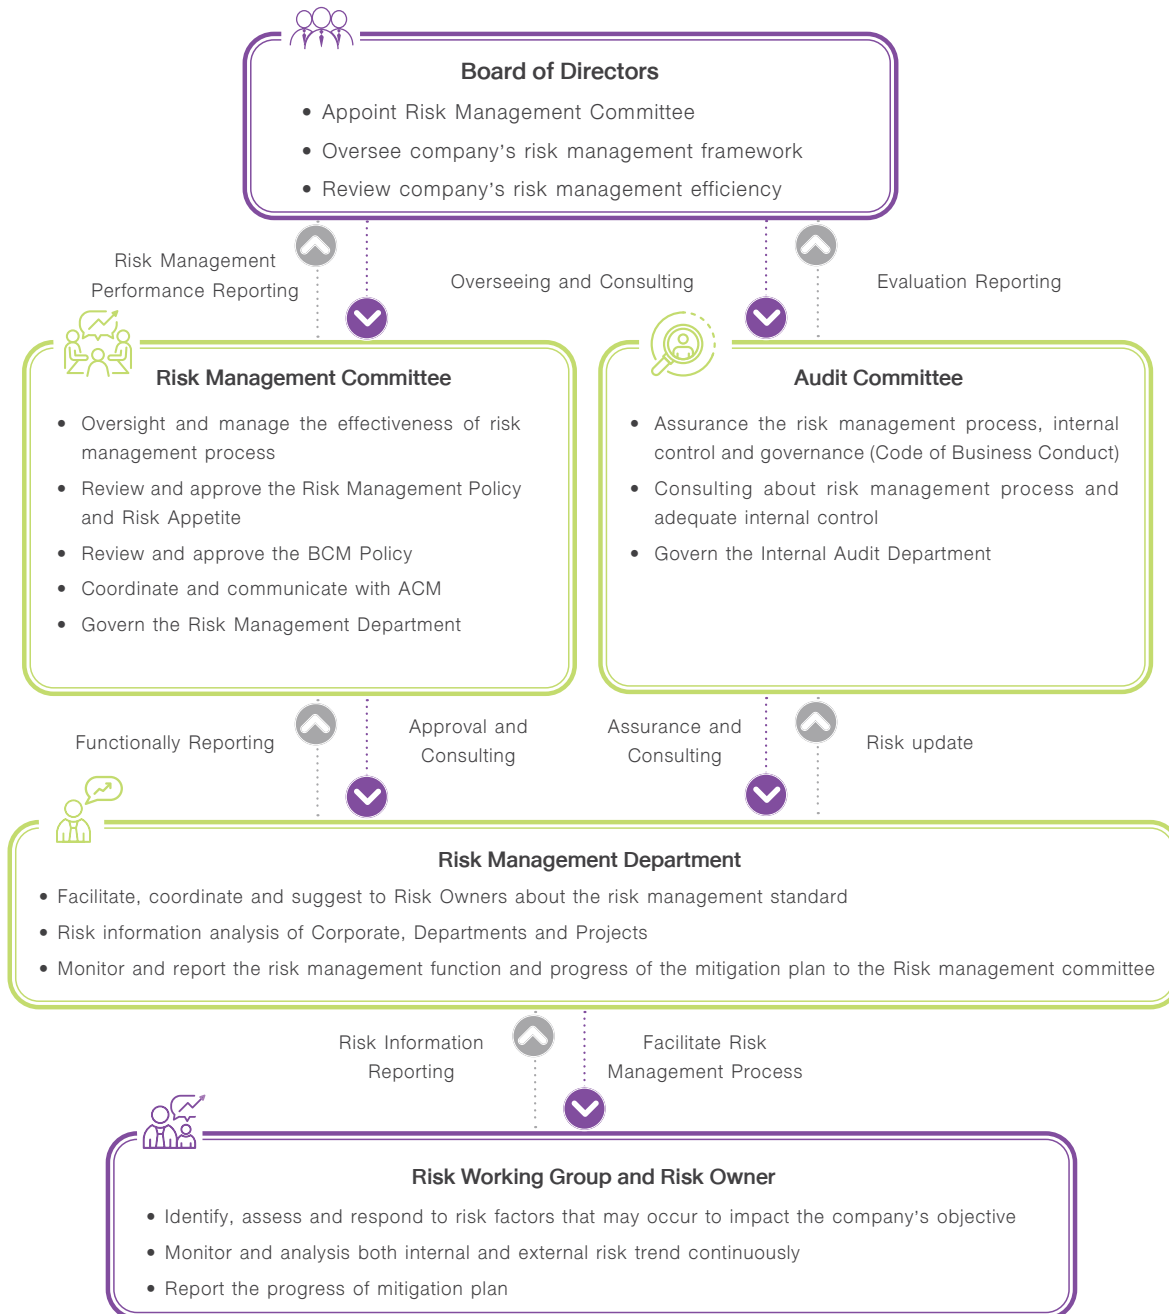 Board of Directors
• Appoint Risk Management Committee
• Oversee company's risk management framework
• Review company's risk management efficiency
Risk Management
Performance Reporting
Overseeing and Consulting
Evaluation Reporting
Risk Management Committee
• Oversight and manage the effectiveness of risk
management process
• Review and approve the Risk Management Policy
and Risk Appetite
• Review and approve the BCM Policy
• Coordinate and communicate with ACM
• Govern the Risk Management Department
Audit Committee
• Assurance the risk management process, internal
control and governance (Code of Business Conduct)
• Consulting about risk management process and
adequate internal control
• Govern the Internal Audit Department
Functionally Reporting
Approval and
Consulting
Assurance and
Consulting
Risk update
Risk Management Department
• Facilitate, coordinate and suggest to Risk Owners about the risk management standard
• Risk information analysis of Corporate, Departments and Projects
• Monitor and report the risk management function and progress of the mitigation plan to the Risk management committee
Risk Information
Reporting
Facilitate Risk
Management Process
Risk Working Group and Risk Owner
• Identify, assess and respond to risk factors that may occur to impact the company's objective
• Monitor and analysis both internal and external risk trend continuously
• Report the progress of mitigation plan